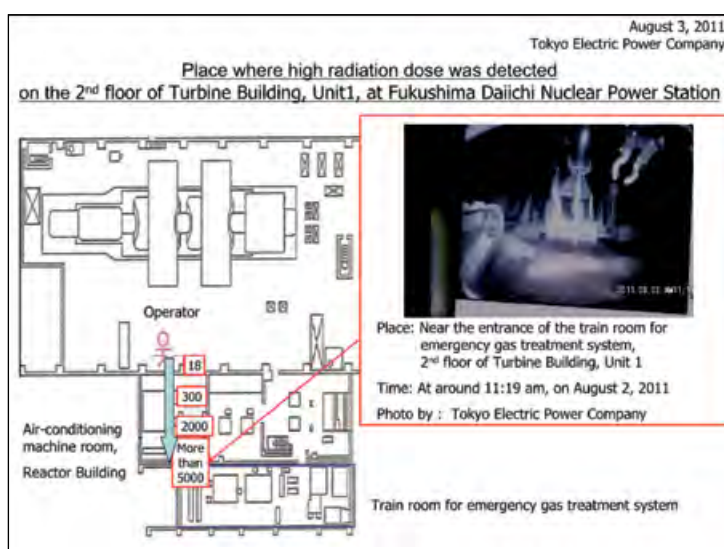 August 3, 2011
Tokyo Electric Power Company
Place where high radiation dose was detected
on the 2nd floor of Turbine Building, Unit1, at Fukushima Daiichi Nuclear Power Station
Operator
18
300
2000
More
than
5000
Air-conditioning
machine room,
Reactor Building
Place: Near the entrance of the train room for
emergency gas treatment system,
2nd floor of Turbine Building, Unit 1
Time: At around 11:19 am, on August 2, 2011
Photo by : Tokyo Electric Power Company
Train room for emergency gas treatment system